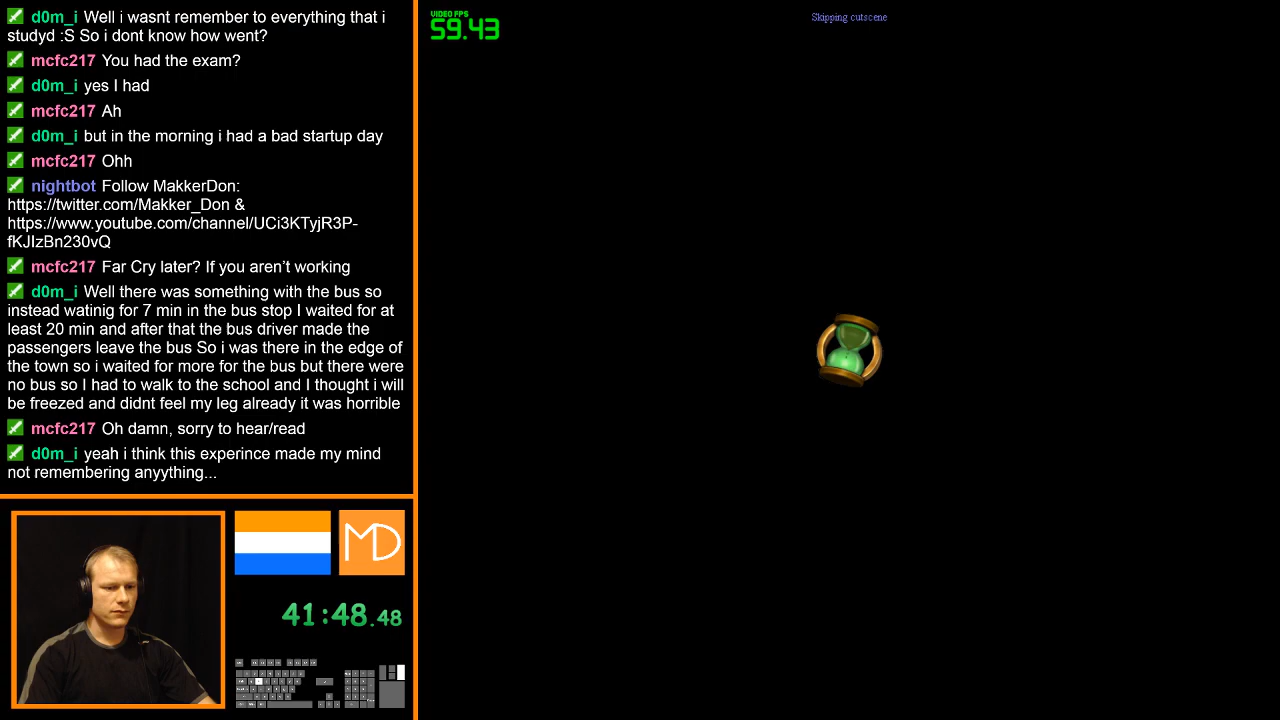 d0m_i Well i wasnt remember to everything that i
studyd :S So i dont know how went?
mcfc217 You had the exam?
d0m_i yes I had
mcfc217 Ah
d0m_i but in the morning i had a bad startup day
mcfc217 Ohh
nightbot Follow MakkerDon:
https://twitter.com/Makker_Don &
https://www.youtube.com/channel/UCi3KTyjR3P-
fKJIzBn230vQ
mcfc217 Far Cry later? If you aren’t working
d0m_i Well there was something with the bus so
instead watinig for 7 min in the bus stop I waited for at
least 20 min and after that the bus driver made the
passengers leave the bus So i was there in the edge of
the town so i waited for more for the bus but there were
no bus so I had to walk to the school and I thought i will
be freezed and didnt feel my leg already it was horrible
mcfc217 Oh damn, sorry to hear/read
d0m_i yeah i think this experince made my mind
not remembering anyything...
MD
41:48.48
VIDEO FPS
59.43
Skipping cutscene